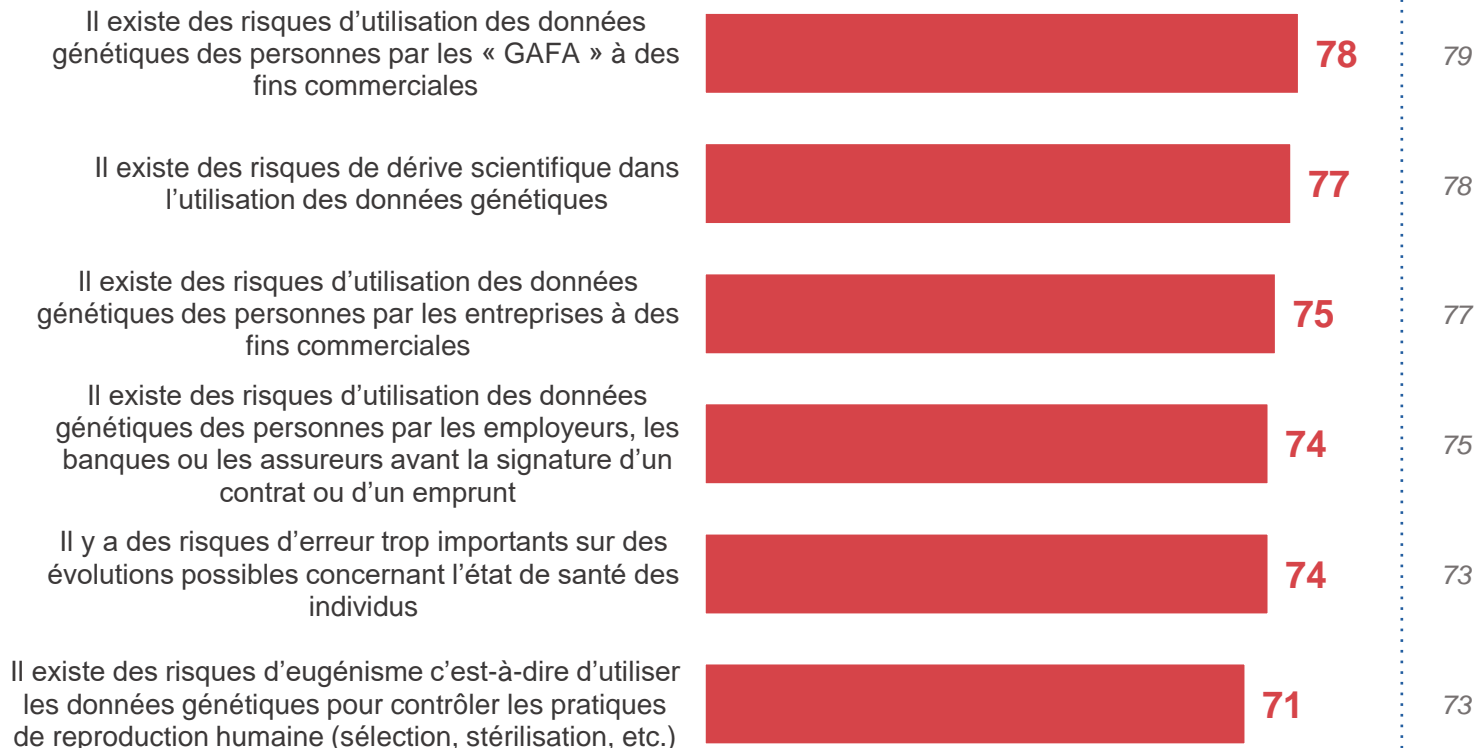 Il existe des risques d’utilisation des données
génétiques des personnes par les « GAFA » à des
fins commerciales
78
79
Il existe des risques de dérive scientifique dans
l’utilisation des données génétiques
77
78
Il existe des risques d’utilisation des données
génétiques des personnes par les entreprises à des
fins commerciales
75
77
Il existe des risques d’utilisation des données
génétiques des personnes par les employeurs, les
banques ou les assureurs avant la signature d’un
contrat ou d’un emprunt
74
75
Il y a des risques d’erreur trop importants sur des
évolutions possibles concernant l’état de santé des
individus
74
73
Il existe des risques d’eugénisme c’est-à-dire d’utiliser
les données génétiques pour contrôler les pratiques
de reproduction humaine (sélection, stérilisation, etc.)
71
73